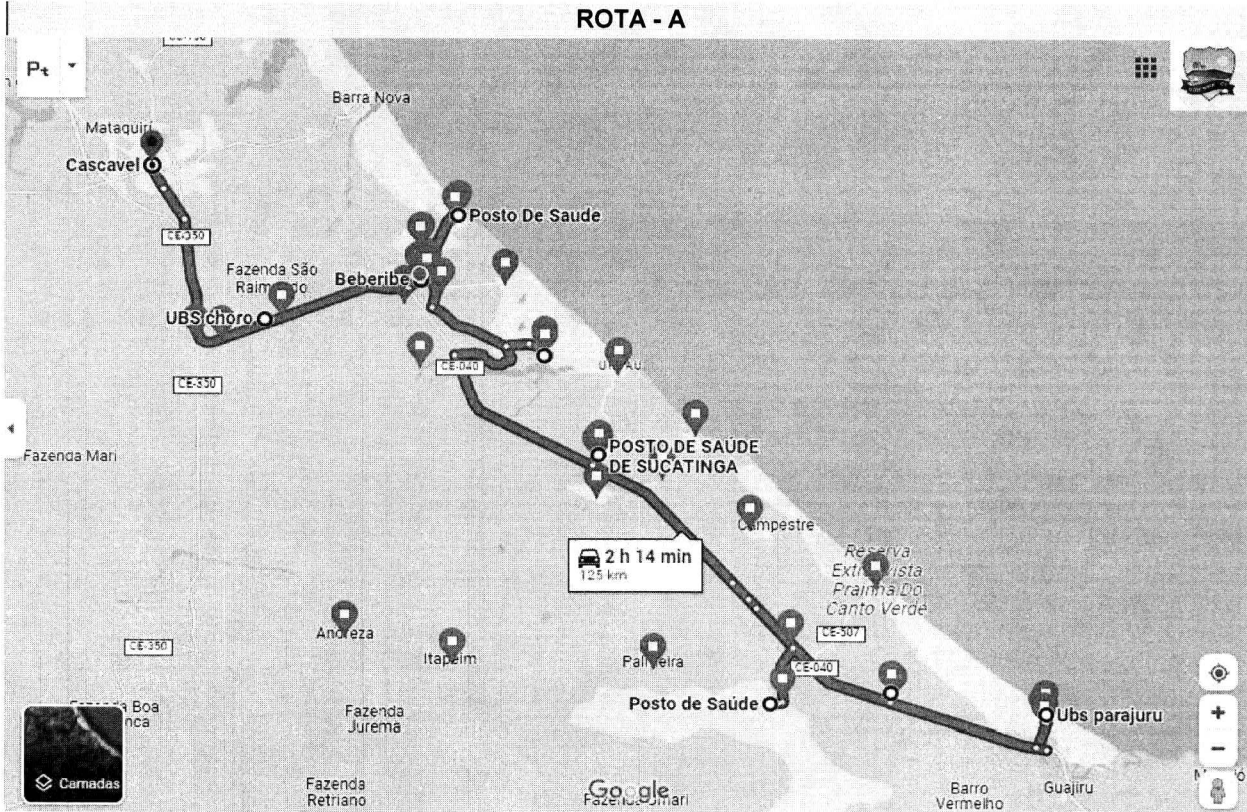 ROTA - A
Pt
Barra Nova
Mataquiri
Cascavel
Posto De Saude
CE-350
Fazenda São
Beberibe
UBS choro
CE-040
CE-350
POSTO DE SAÚDE
DE SUCATINGA
Fazenda Mari
Campestre
2 h 14 min
125 km
Reserva
Prainha Do
Canto Verde
Andreza
CE-507
CE-350
Itapeim
CE-040
Posto de Saúde
Ubs parajuru
Fazenda
Jurema
Camadas
Google
Fazenda
Retriano
Barro
Vermelho
Guajiru